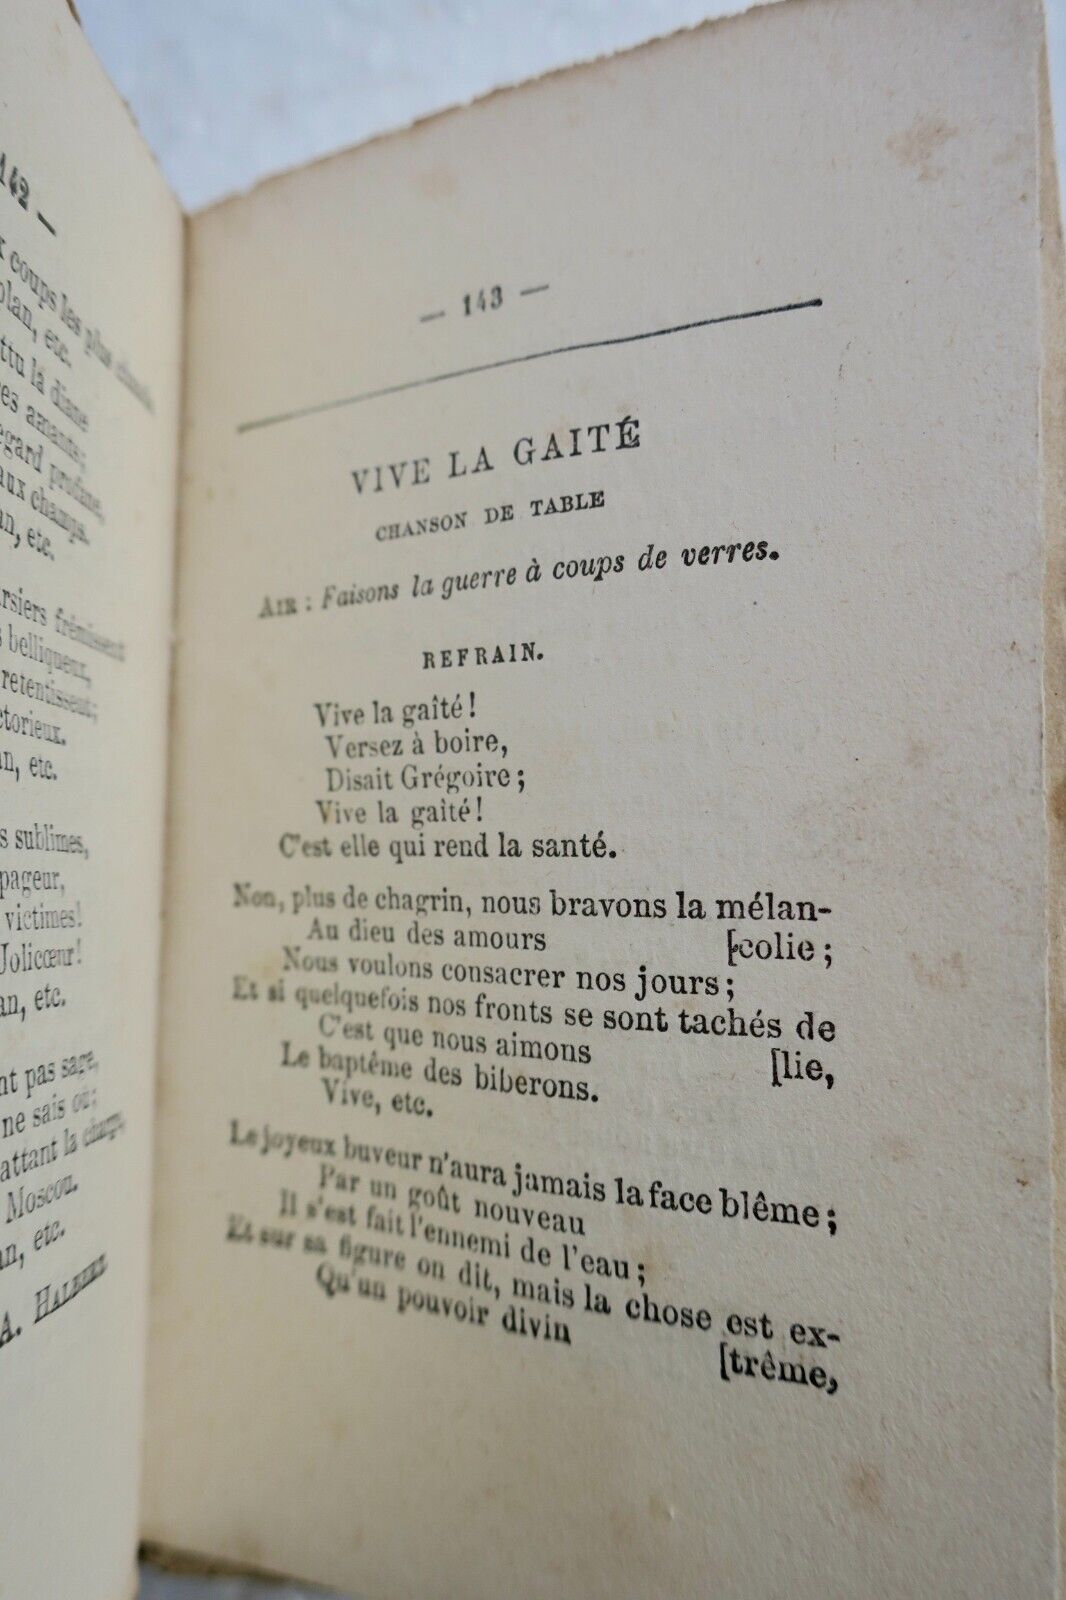 142 —
coups les plus
plan, etc.
ttu la diane
res amante;
egard profane,
aux champs.
an, etc.
rsiers frémissent
s belliqueux,
retentissent;
ctorieux.
an, etc.
s sublimes,
pageur,
victimes!
Jolicœur!
an, etc.
nt pas sage,
ne sais où;
attant la charge
Moscou.
an, etc.
A. HALBERT.
— 143 —
VIVE LA GAITÉ
CHANSON DE TABLE
AIR : Faisons la guerre à coups de verres.
REFRAIN.
Vive la gaîté !
Versez à boire,
Disait Grégoire ;
Vive la gaîté !
C'est elle qui rend la santé.
Non, plus de chagrin, nous bravons la mélan-
Au dieu des amours [colie ;
Nous voulons consacrer nos jours ;
Et si quelquefois nos fronts se sont tachés de
C'est que nous aimons [lie,
Le baptême des biberons.
Vive, etc.
Le joyeux buveur n'aura jamais la face blême ;
Par un goût nouveau
Il s'est fait l'ennemi de l'eau ;
Et sur sa figure on dit, mais la chose est ex-
Qu'un pouvoir divin [trême,